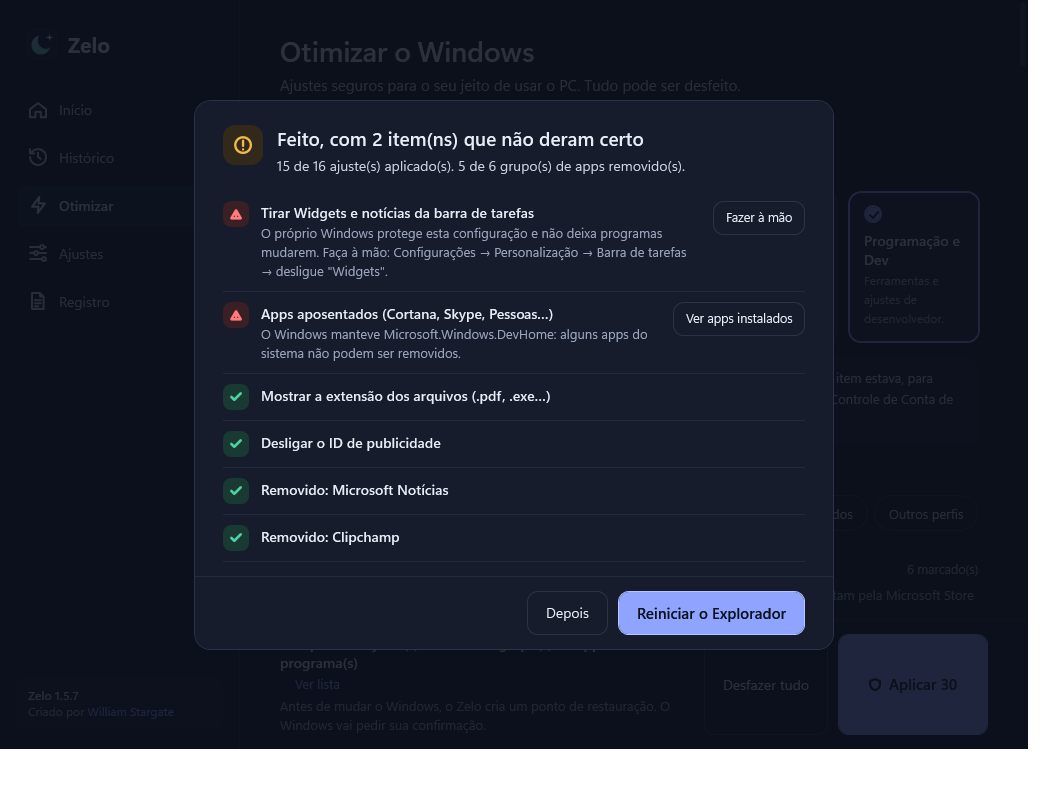 Zelo
Início
Histórico
Otimizar
Ajustes
Registro
Zelo 1.5.7
Criado por William Stargate
Otimizar o Windows
Ajustes seguros para o seu jeito de usar o PC. Tudo pode ser desfeito.
Programação e
Dev
Ferramentas e
ajustes de
desenvolvedor.
item estava, para
Controle de Conta de
dos
Outros perfis
6 marcado(s)
tam pela Microsoft Store
Feito, com 2 item(ns) que não deram certo
15 de 16 ajuste(s) aplicado(s). 5 de 6 grupo(s) de apps removido(s).
Tirar Widgets e notícias da barra de tarefas
O próprio Windows protege esta configuração e não deixa programas
mudarem. Faça à mão: Configurações → Personalização → Barra de tarefas
→ desligue "Widgets".
Fazer à mão
Apps aposentados (Cortana, Skype, Pessoas...)
O Windows manteve Microsoft.Windows.DevHome: alguns apps do
sistema não podem ser removidos.
Ver apps instalados
Mostrar a extensão dos arquivos (.pdf, .exe...)
Desligar o ID de publicidade
Removido: Microsoft Notícias
Removido: Clipchamp
Depois
Reiniciar o Explorador
programa(s)
Ver lista
Antes de mudar o Windows, o Zelo cria um ponto de restauração. O
Windows vai pedir sua confirmação.
Desfazer tudo
Aplicar 30